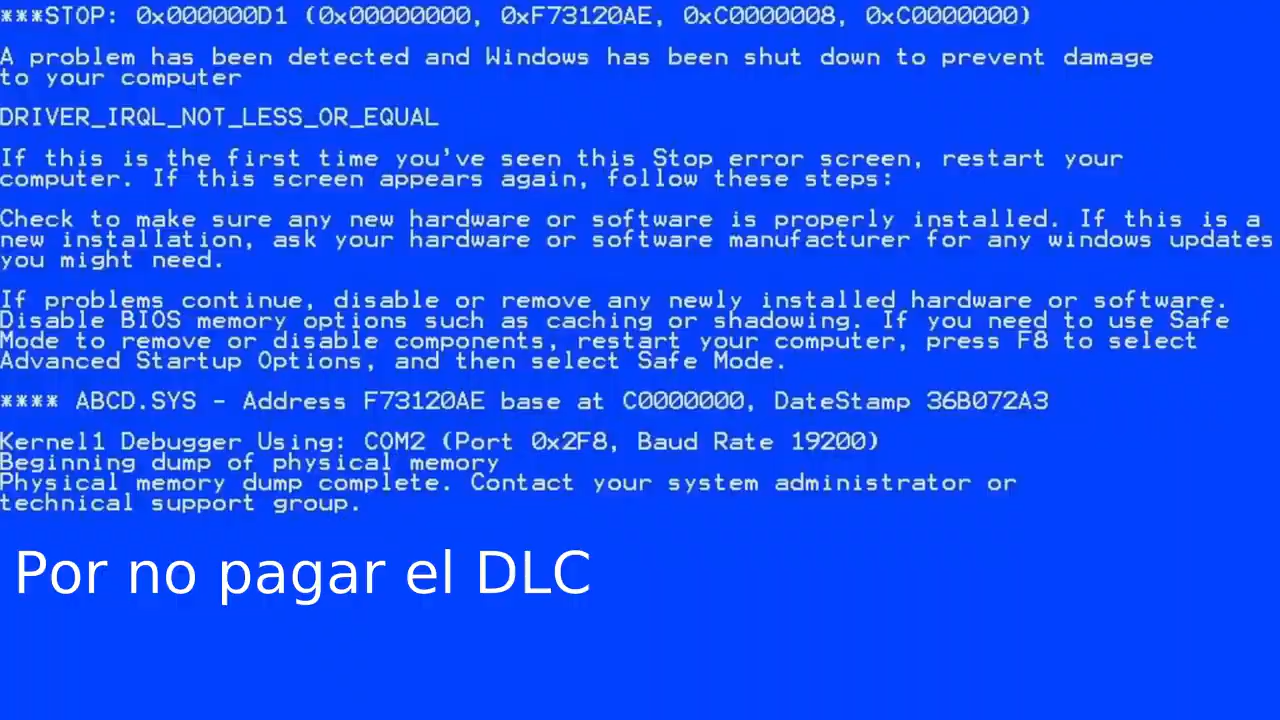 ***STOP: 0x000000D1 (0x00000000, 0xF73120AE, 0xC0000008, 0xC0000000)
A problem has been detected and Windows has been shut down to prevent damage
to your computer
DRIVER_IRQL_NOT_LESS_OR_EQUAL
If this is the first time you've seen this Stop error screen, restart your
computer. If this screen appears again, follow these steps:
Check to make sure any new hardware or software is properly installed. If this is a
new installation, ask your hardware or software manufacturer for any windows updates
you might need.
If problems continue, disable or remove any newly installed hardware or software.
Disable BIOS memory options such as caching or shadowing. If you need to use Safe
Mode to remove or disable components, restart your computer, press F8 to select
Advanced Startup Options, and then select Safe Mode.
**** ABCD.SYS - Address F73120AE base at C0000000, DateStamp 36B072A3
Kernel1 Debugger Using: COM2 (Port 0x2F8, Baud Rate 19200)
Beginning dump of physical memory
Physical memory dump complete. Contact your system administrator or
technical support group.
Por no pagar el DLC